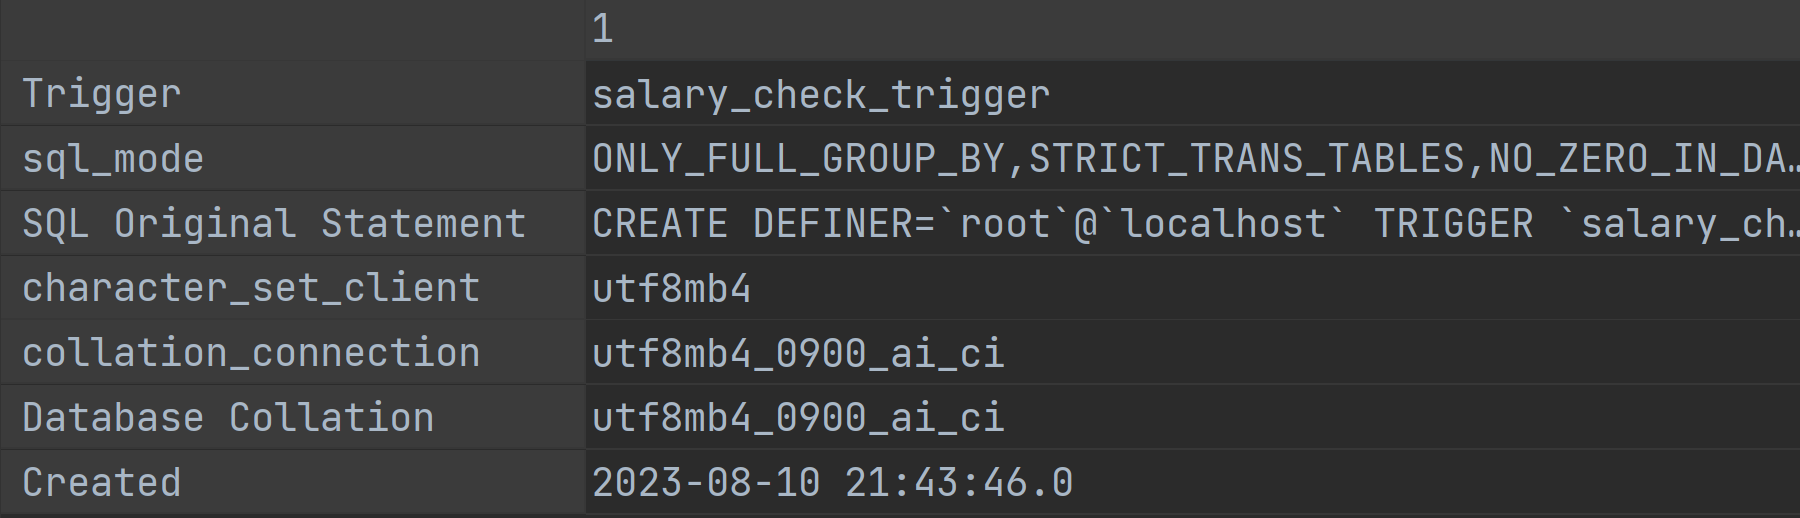 1
Trigger salary_check_trigger
sql_mode ONLY_FULL_GROUP_BY,STRICT_TRANS_TABLES,NO_ZERO_IN_DA…
SQL Original Statement CREATE DEFINER=`root`@`localhost` TRIGGER `salary_ch…
character_set_client utf8mb4
collation_connection utf8mb4_0900_ai_ci
Database Collation utf8mb4_0900_ai_ci
Created 2023-08-10 21:43:46.0